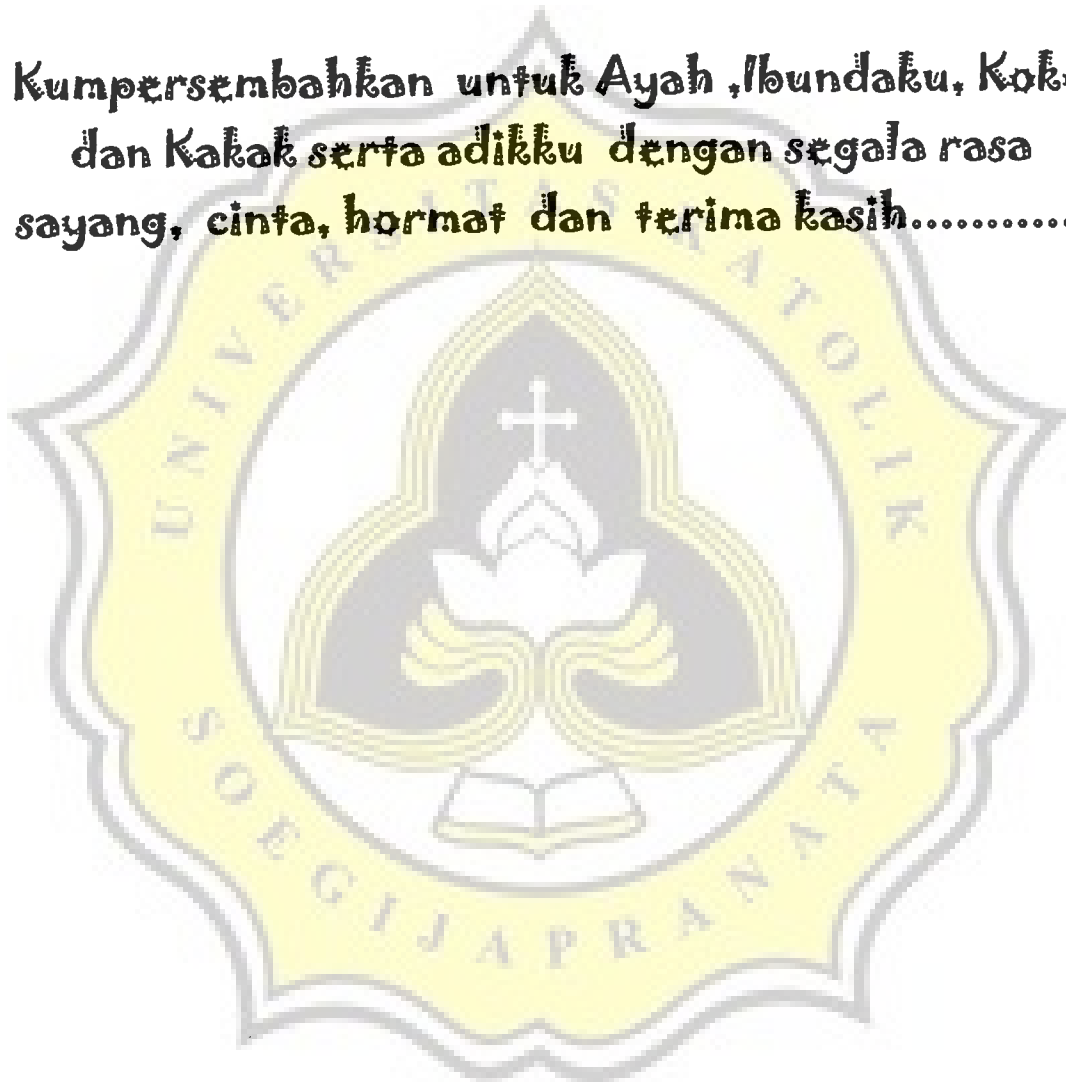 Kumpersembahkan untuk Ayah ,Ibundaku, 
dan Kakak serta adikku dengan segala rasa
sayang, cinta, hormat dan terima kasih............
UNIVERSITAS KATOLIK
SOEGIJAPRANATA